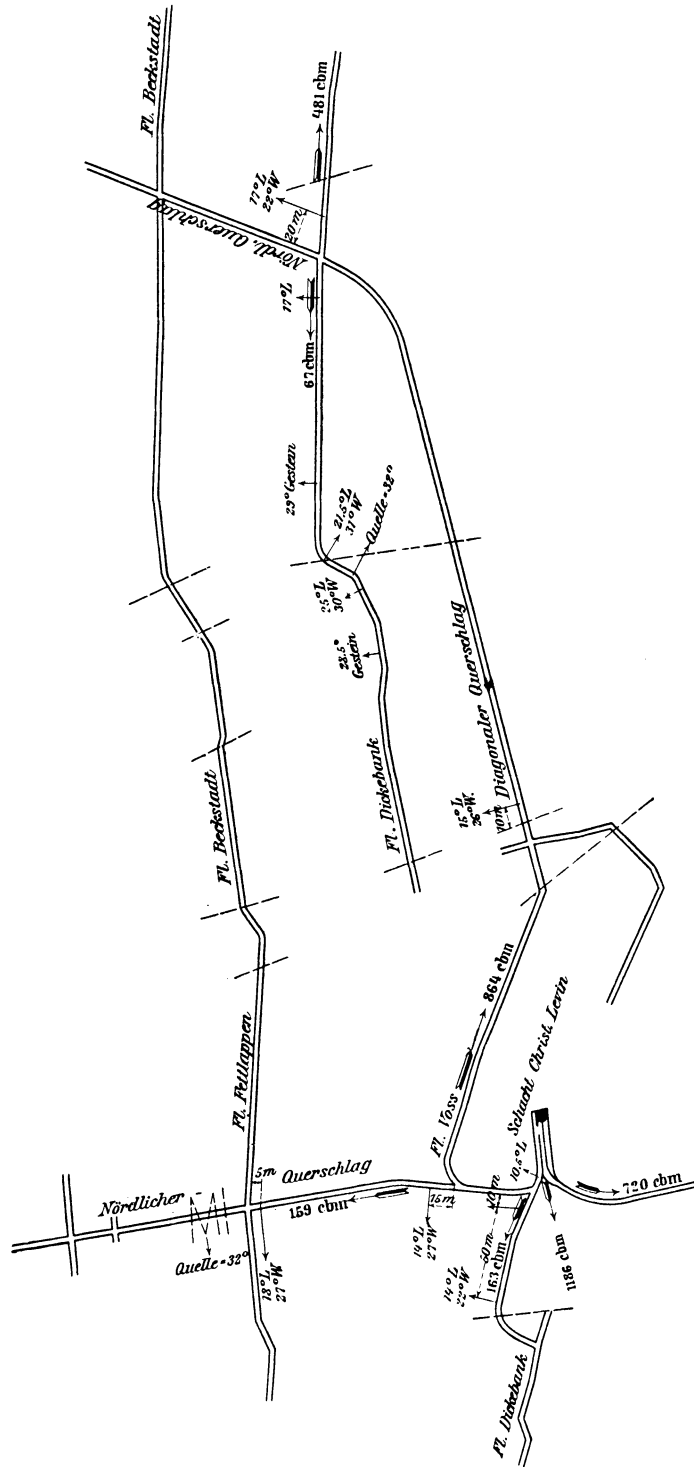 Fl. Beckstadt
481 cbm
17° L
22° W
20 m
Nördl. Querschlag
17° L
67 cbm
29° Gestein
21.5° L
31° W
Quelle = 32°
25° L
30° W
28.5°
Gestein
Diagonaler Querschlag
Fl. Dickebank
15° L
26° W.
10 m
Fl. Beckstadt
864 cbm
Schacht Christ. Levin
Fl. Fettlappen
Fl. Voss
10.5° L
5 m
Querschlag
Nördlicher
159 cbm
15 m
10 m
720 cbm
Quelle = 32°
18° L
27° W
14° L
27° W
50 m
163 cbm
14° L
22° W
1186 cbm
Fl. Dickebank